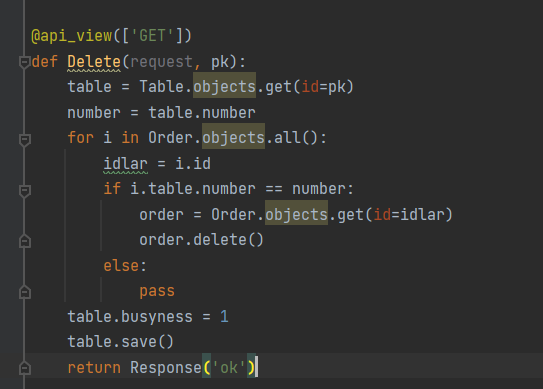 @api_view(['GET'])
def Delete(request, pk):
    table = Table.objects.get(id=pk)
    number = table.number
    for i in Order.objects.all():
        idlar = i.id
        if i.table.number == number:
            order = Order.objects.get(id=idlar)
            order.delete()
        else:
            pass
    table.busyness = 1
    table.save()
    return Response('ok')